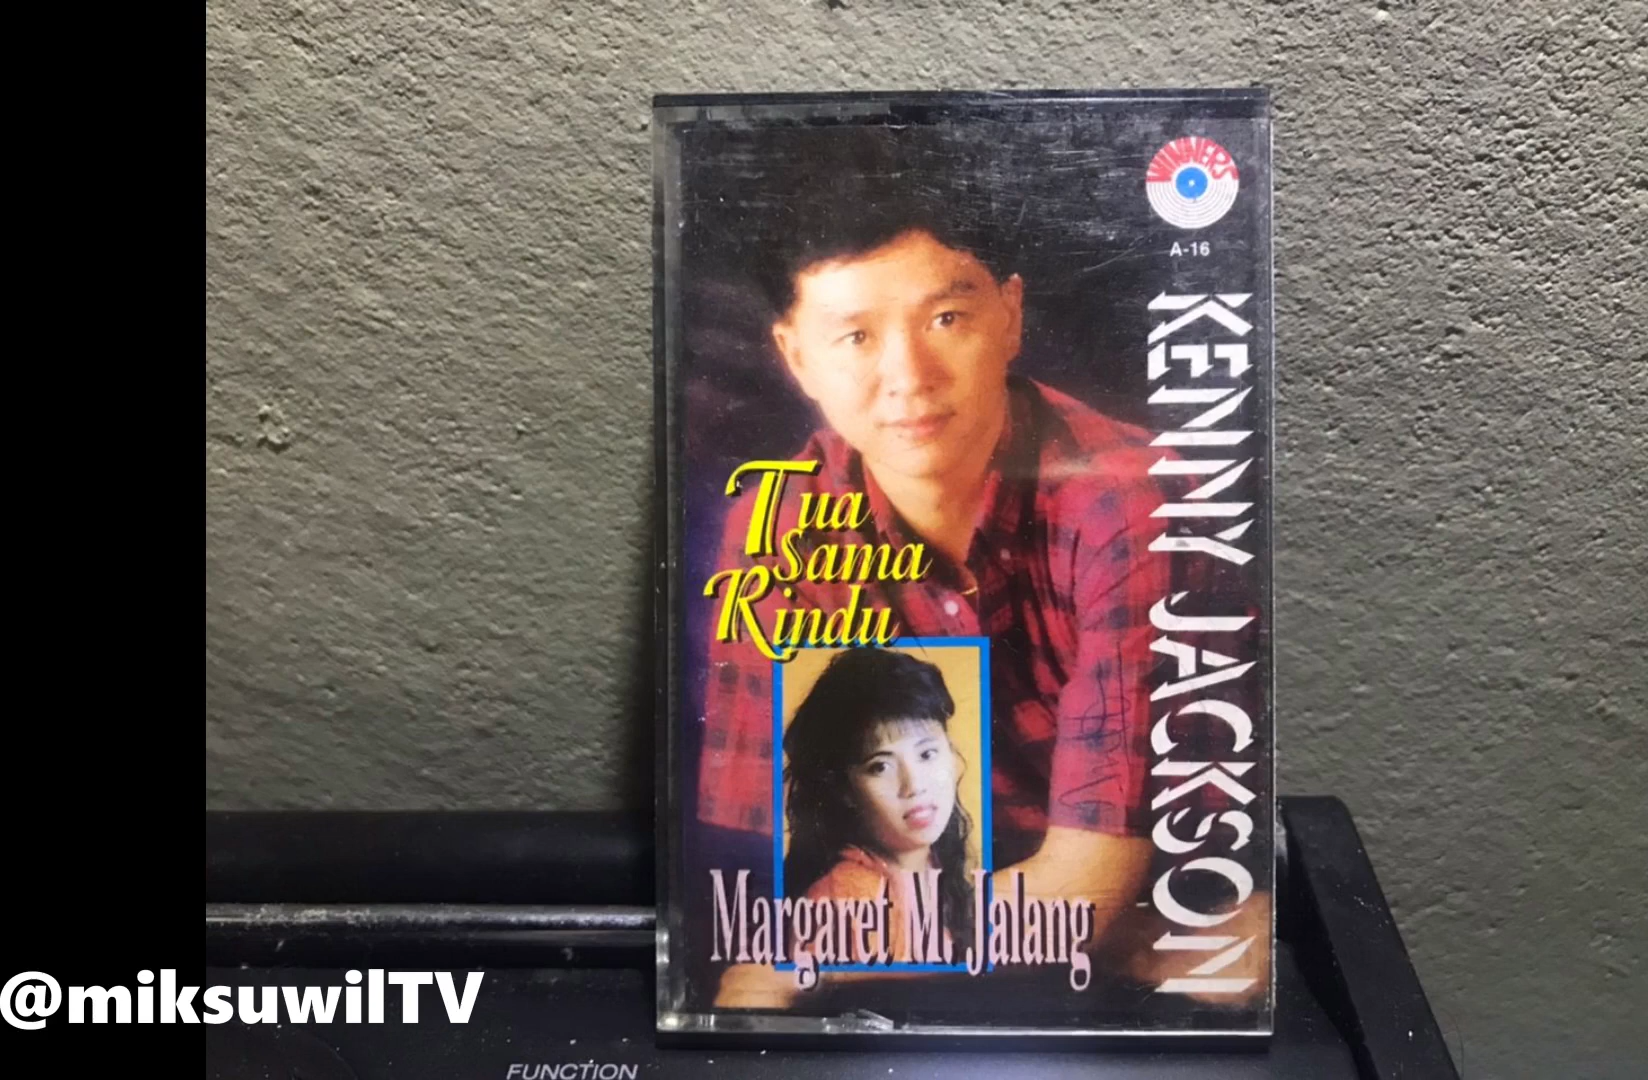 WINNERS
A-16
KENNY JACKSON
Tua
Sama
Rindu
Margaret M. Jalang
@miksuwilTV
FUNCTION